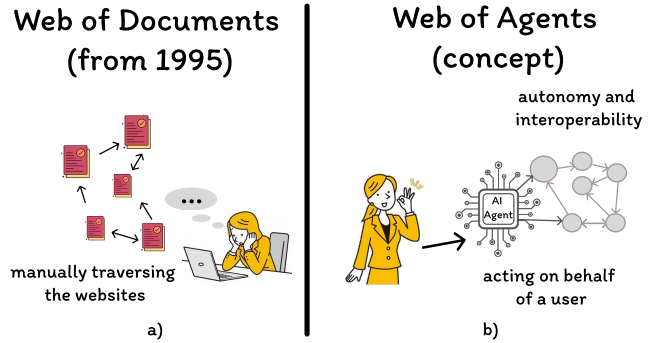 Web of Documents
(from 1995)
manually traversing
the websites
a)
Web of Agents
(concept)
autonomy and
interoperability
AI
Agent
acting on behalf
of a user
b)